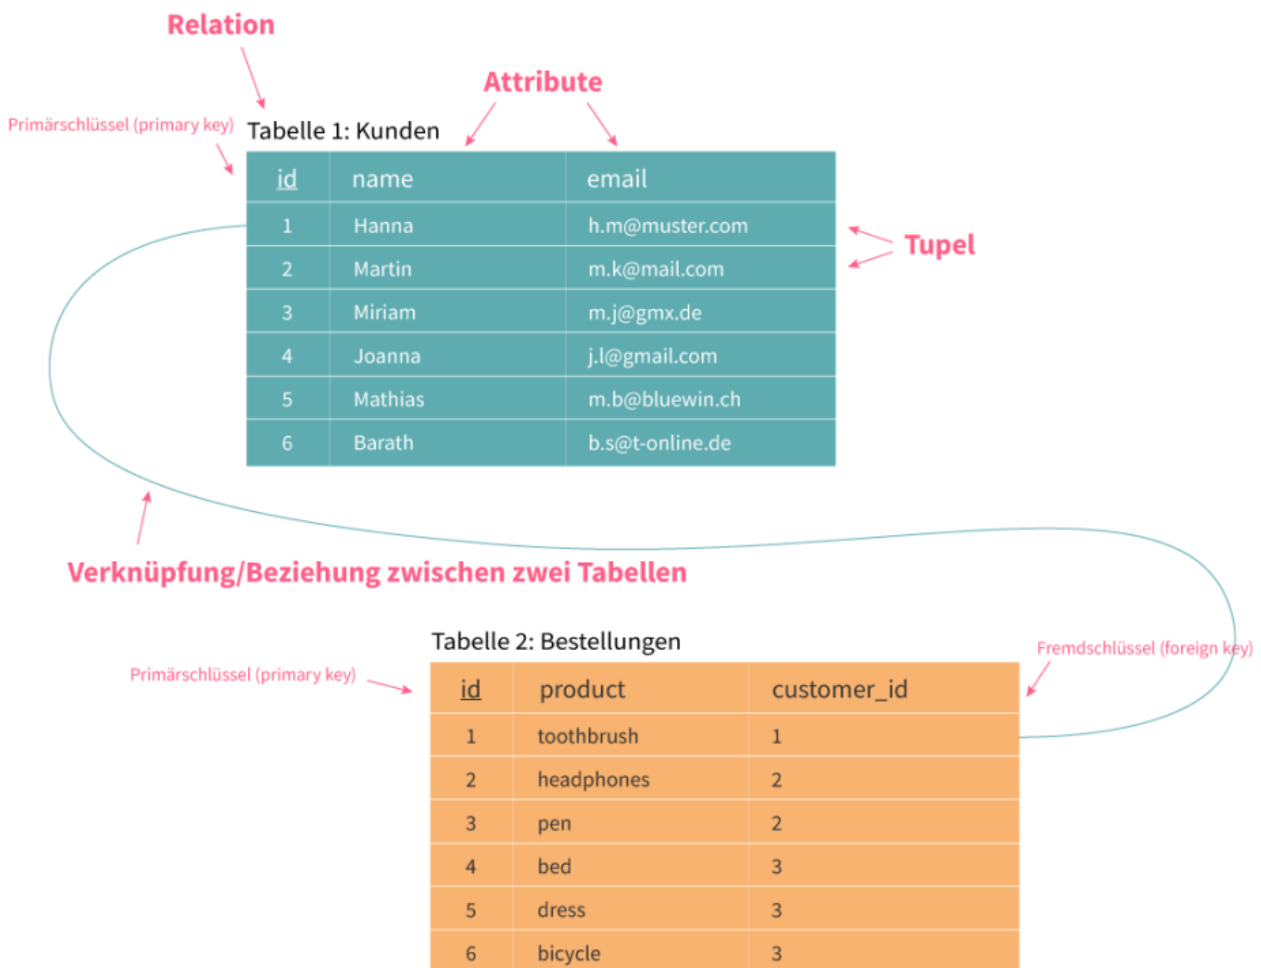 Relation
Attribute
Primärschlüssel (primary key)
Tabelle 1: Kunden
id name email
1 Hanna h.m@muster.com
2 Martin m.k@mail.com
Tupel
3 Miriam m.j@gmx.de
4 Joanna j.l@gmail.com
5 Mathias m.b@bluewin.ch
6 Barath b.s@t-online.de
Verknüpfung/Beziehung zwischen zwei Tabellen
Tabelle 2: Bestellungen
Primärschlüssel (primary key)
Fremdschlüssel (foreign key)
id product customer_id
1 toothbrush 1
2 headphones 2
3 pen 2
4 bed 3
5 dress 3
6 bicycle 3